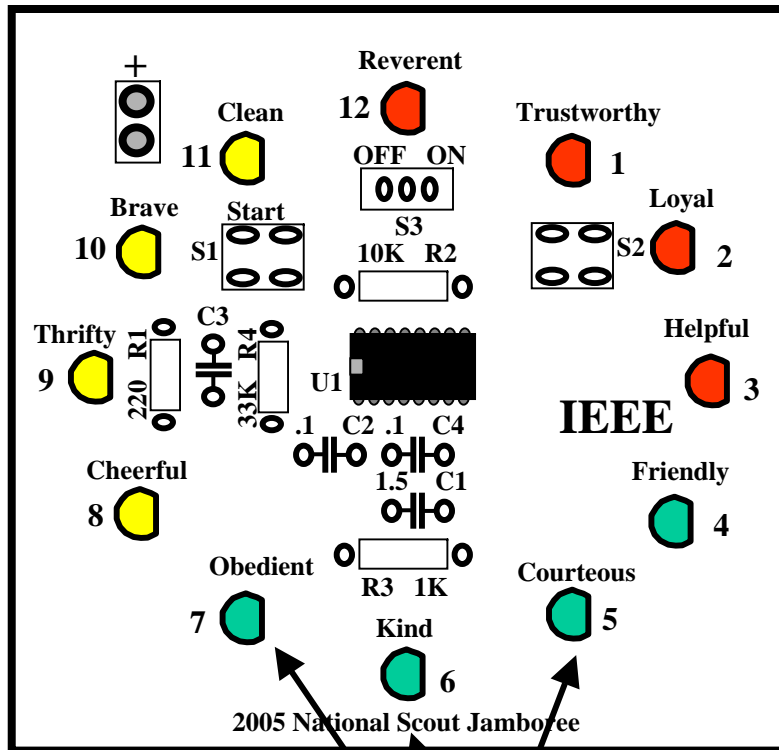 +
Reverent
12
Clean
11
Trustworthy
1
OFF ON
S3
Brave
10
Start
S1
S2
Loyal
2
10K R2
Thrifty
9
R1
220
C3
R4
33K
U1
Helpful
3
IEEE
.1 C2
.1 C4
1.5 C1
Cheerful
8
Friendly
4
R3 1K
Obedient
7
Courteous
5
Kind
6
2005 National Scout Jamboree